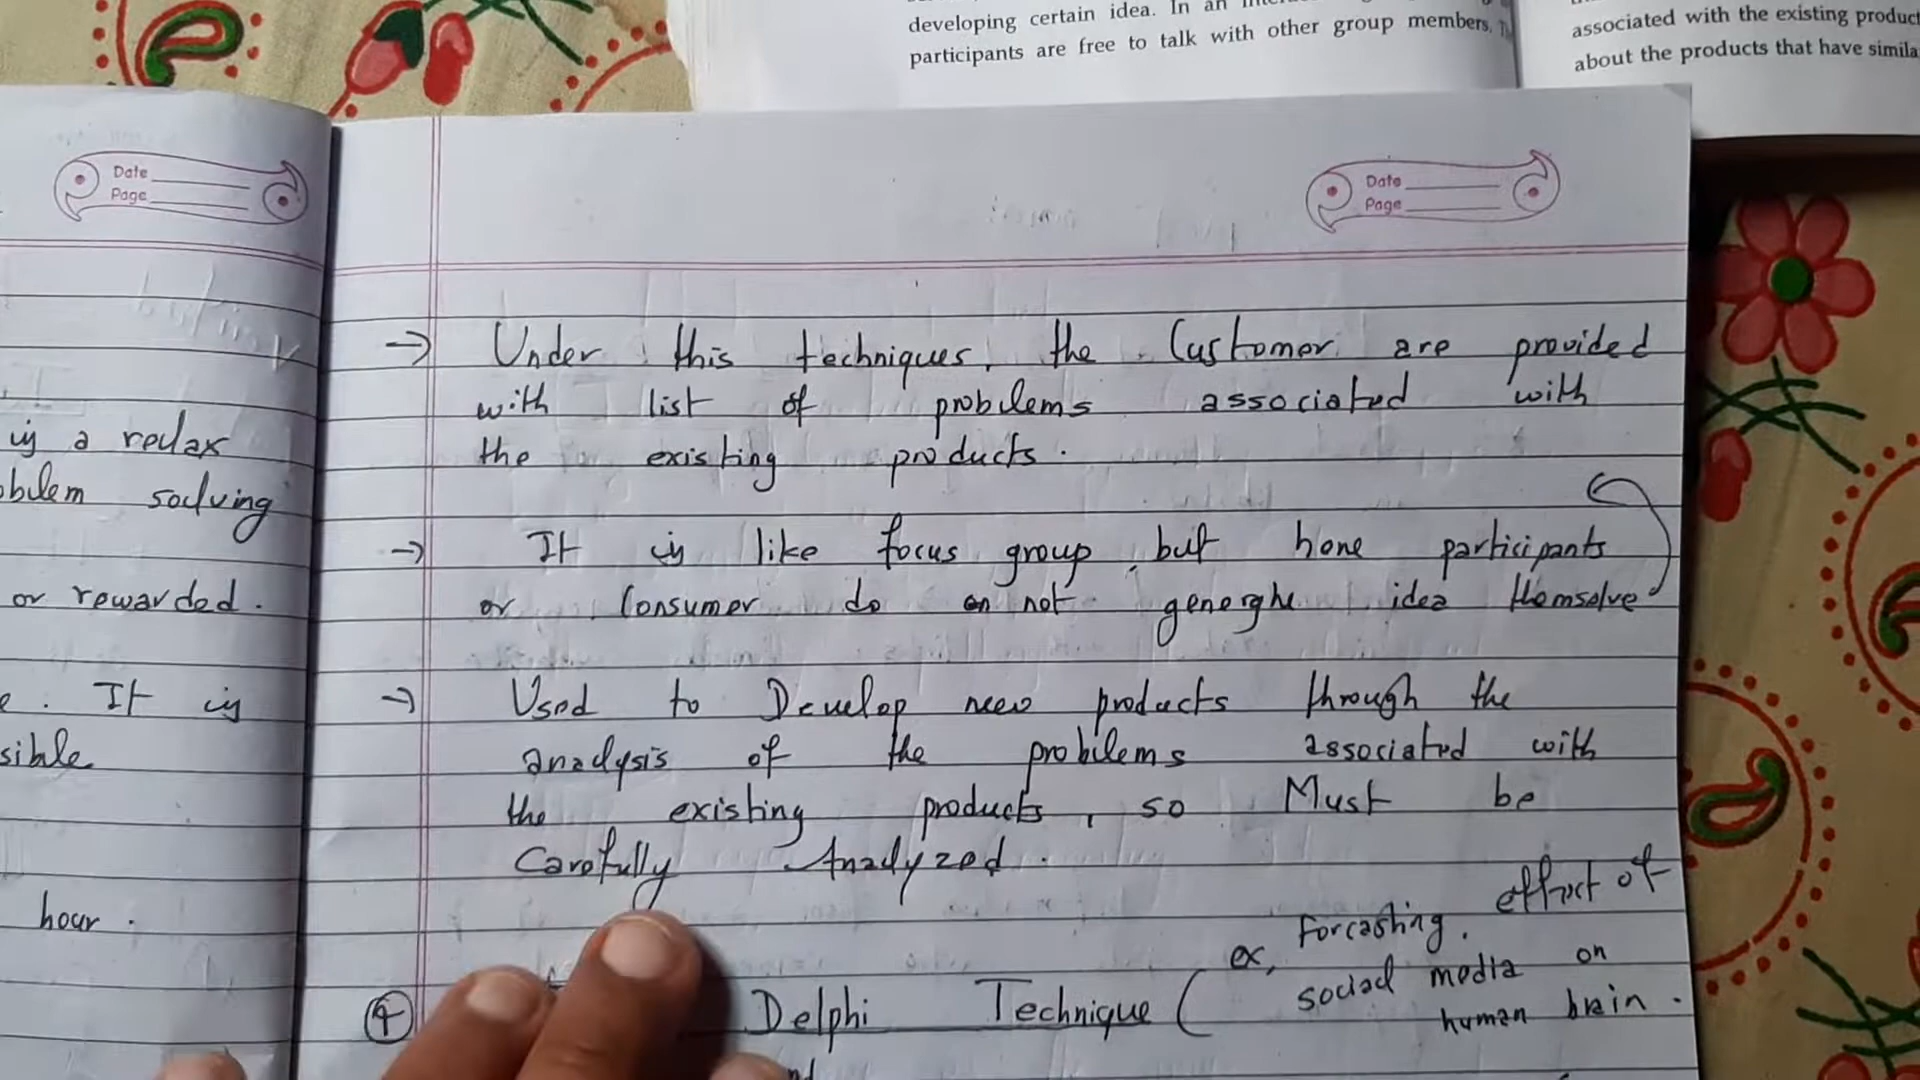 developing certain idea. In an
participants are free to talk with other group members.
associated with the existing product
about the products that have simila
Date
Page
is a relax
oblem solving
or rewarded.
e. It is
sible
hour.
Date
Page
→ Under this techniques, the Customer are provided
with list of problems associated with
the existing products.
→ It is like focus group but hone participants
or Consumer do not generghe idea themselve
→ Used to Develop new products through the
analysis of the problems associated with
the existing products, so Must be
Carefully Analyzed.
④ Delphi Technique (
ex, Forcasting. effect of
social media on
human brain.